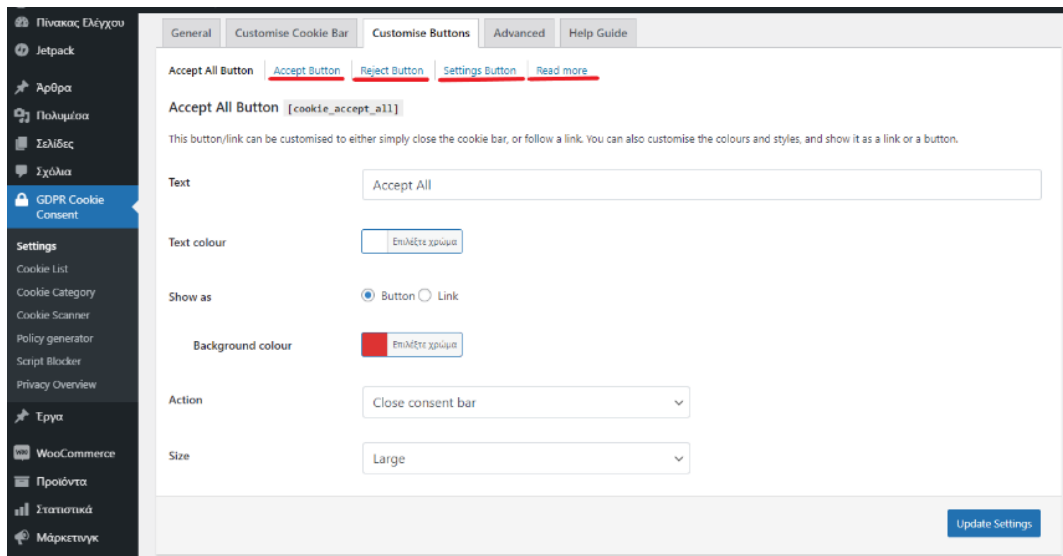 Πίνακας Ελέγχου
Jetpack
Άρθρα
Πολυμέσα
Σελίδες
Σχόλια
GDPR Cookie
Consent
Settings
Cookie List
Cookie Category
Cookie Scanner
Policy generator
Script Blocker
Privacy Overview
Έργα
WooCommerce
Προϊόντα
Στατιστικά
Μάρκετινγκ
General Customise Cookie Bar Customise Buttons Advanced Help Guide
Accept All Button Accept Button Reject Button Settings Button Read more
Accept All Button [cookie_accept_all]
This button/link can be customised to either simply close the cookie bar, or follow a link. You can also customise the colours and styles, and show it as a link or a button.
Text Accept All
Text colour Επιλέξτε χρώμα
Show as Button Link
Background colour Επιλέξτε χρώμα
Action Close consent bar
Size Large
Update Settings